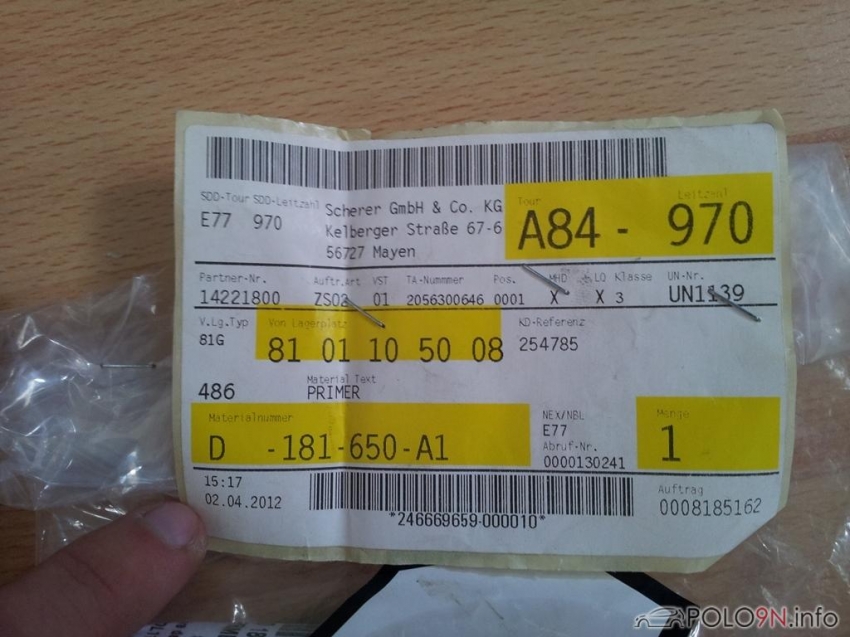 SDD-Tour SDD-Leitzahl
E77 970
Scherer GmbH & Co. KG
Kelberger Straße 67-6
56727 Mayen
Tour Leitzahl
A84 - 970
Partner-Nr. Auftr.Art VST TA-Nummmer Pos. MHD LQ Klasse UN-Nr.
14221800 ZS02 01 2056300646 0001 X X 3 UN1139
V.Lg.Typ Von Lagerplatz KD-Referenz
81G 81 01 10 50 08 254785
Material Text
486 PRIMER
Materialnummer NEX/NBL Menge
D -181-650-A1 E77 1
Abruf-Nr.
0000130241
15:17
02.04.2012
*246669659-000010*
Auftrag
0008185162
POLO9N.info